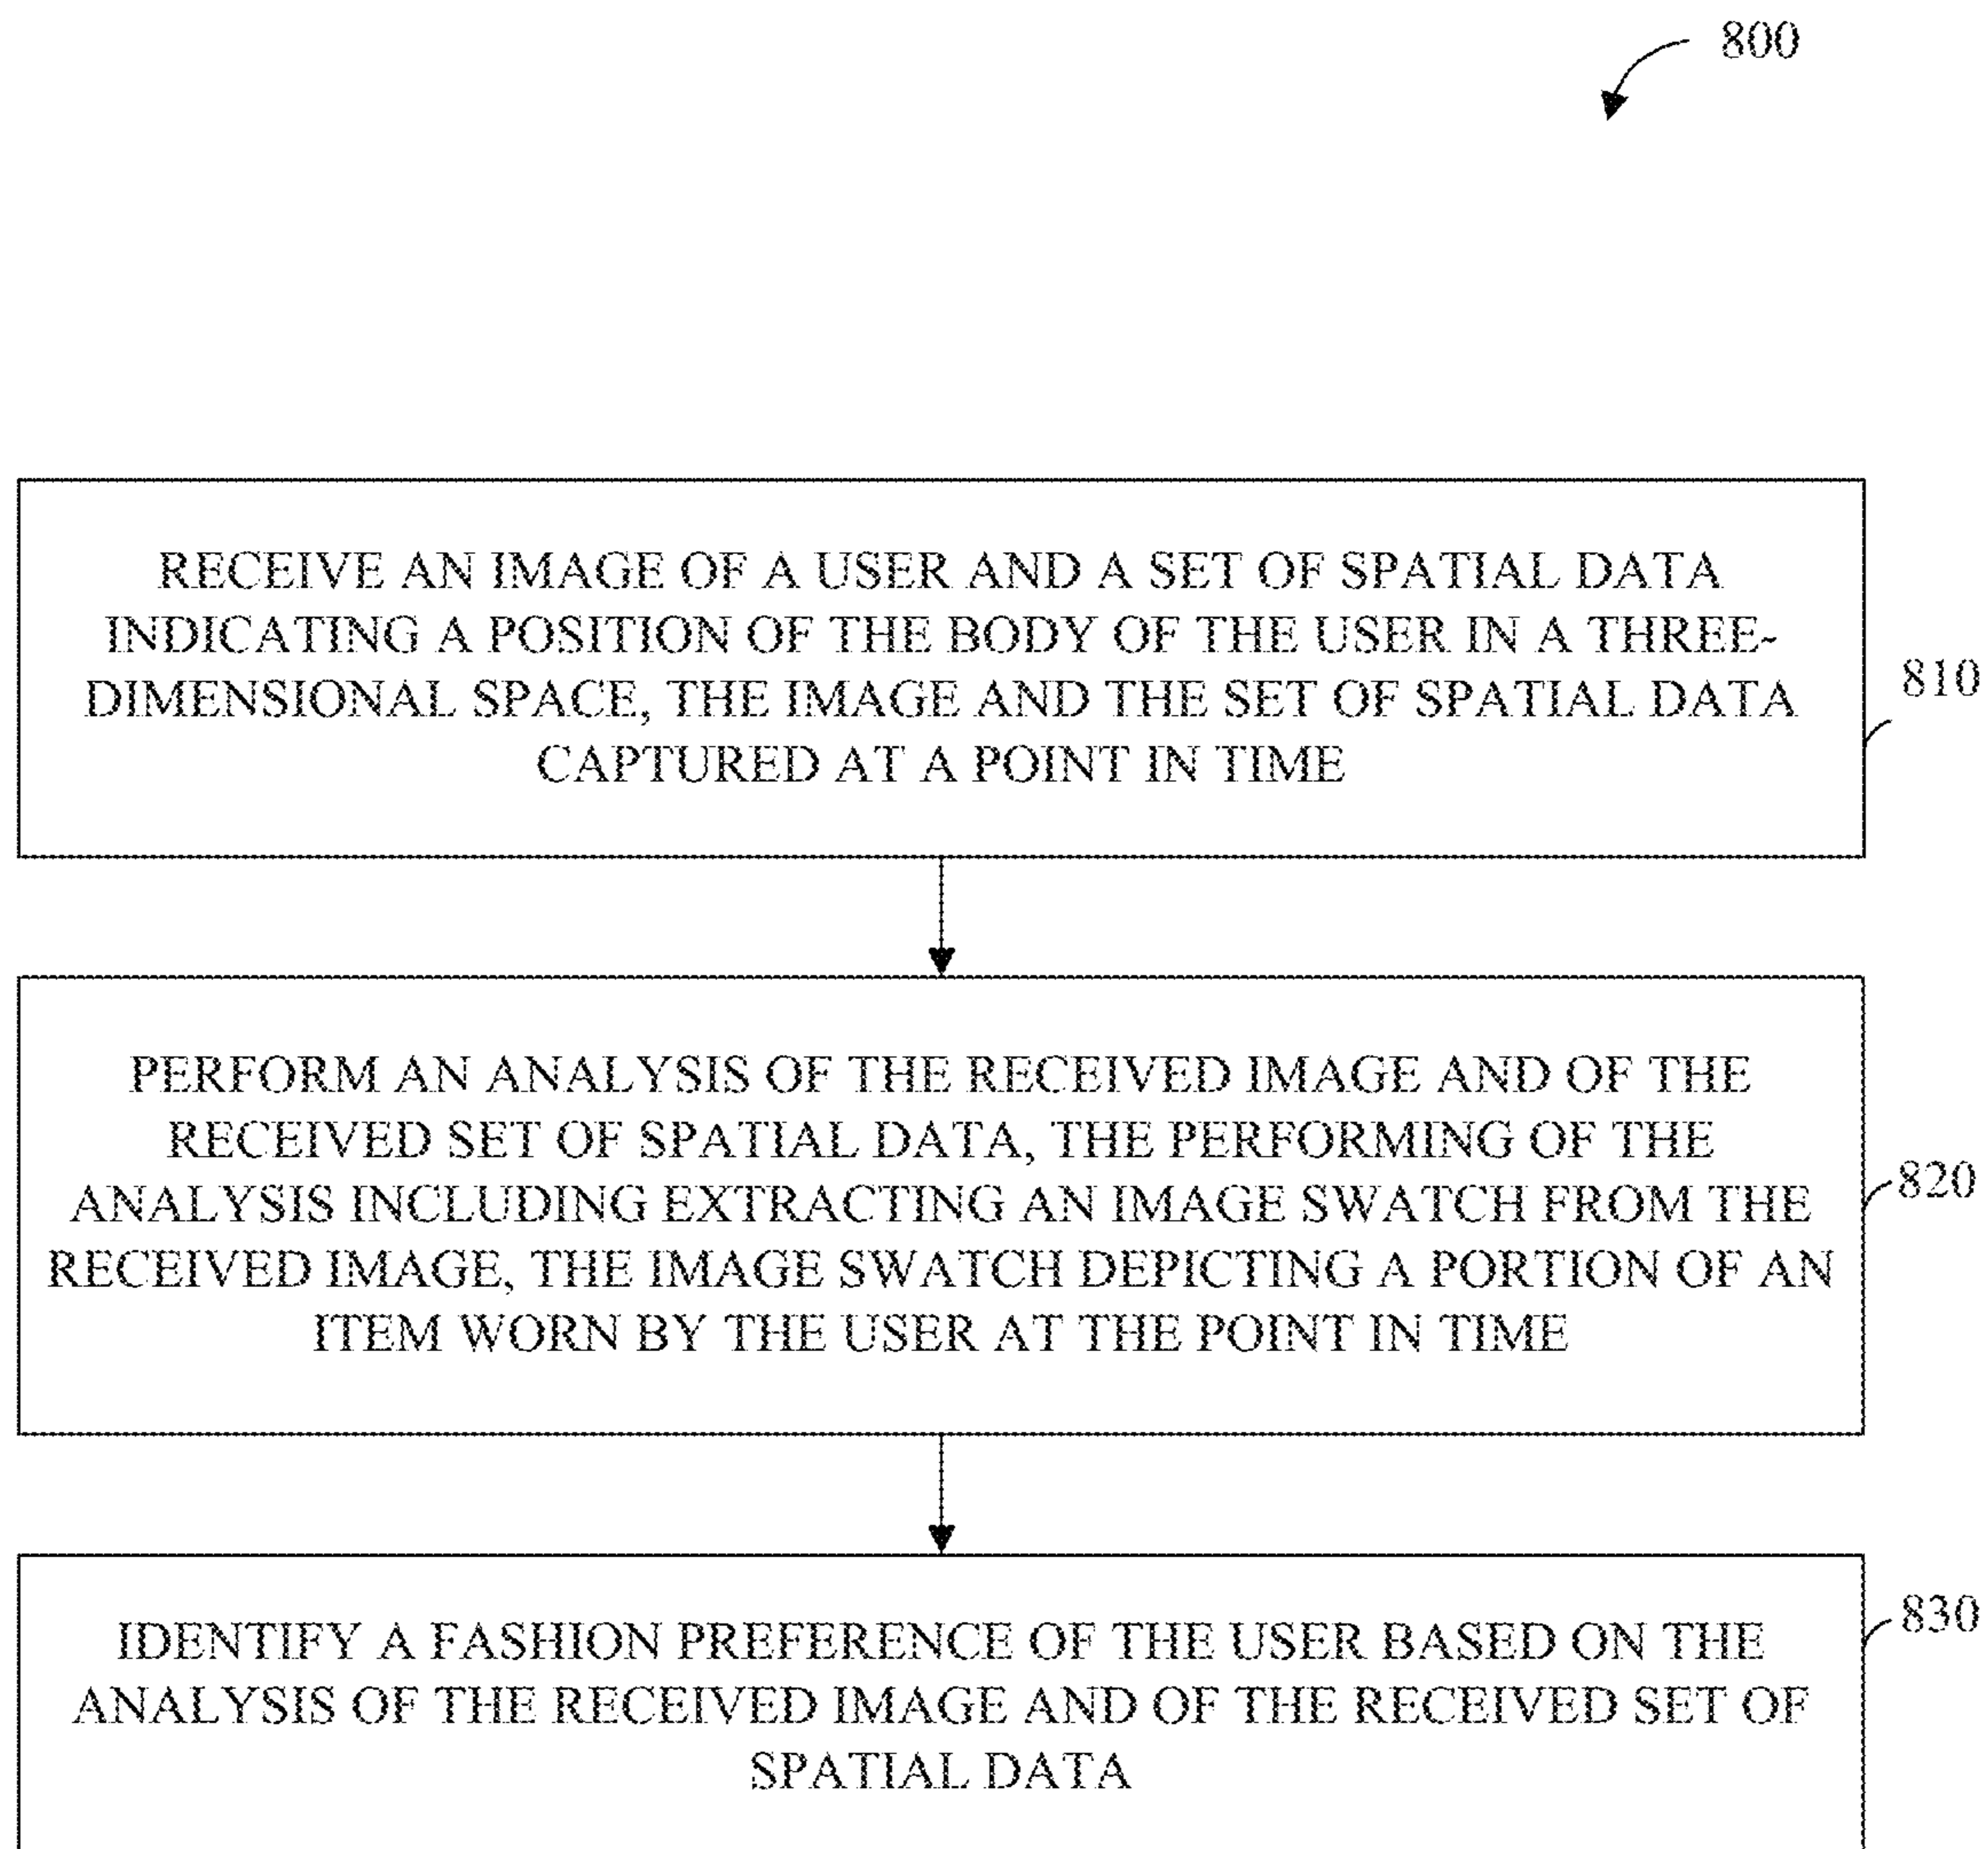 800
RECEIVE AN IMAGE OF A USER AND A SET OF SPATIAL DATA
INDICATING A POSITION OF THE BODY OF THE USER IN A THREE-
DIMENSIONAL SPACE, THE IMAGE AND THE SET OF SPATIAL DATA
CAPTURED AT A POINT IN TIME
810
PERFORM AN ANALYSIS OF THE RECEIVED IMAGE AND OF THE
RECEIVED SET OF SPATIAL DATA, THE PERFORMING OF THE
ANALYSIS INCLUDING EXTRACTING AN IMAGE SWATCH FROM THE
RECEIVED IMAGE, THE IMAGE SWATCH DEPICTING A PORTION OF AN
ITEM WORN BY THE USER AT THE POINT IN TIME
820
IDENTIFY A FASHION PREFERENCE OF THE USER BASED ON THE
ANALYSIS OF THE RECEIVED IMAGE AND OF THE RECEIVED SET OF
SPATIAL DATA
830